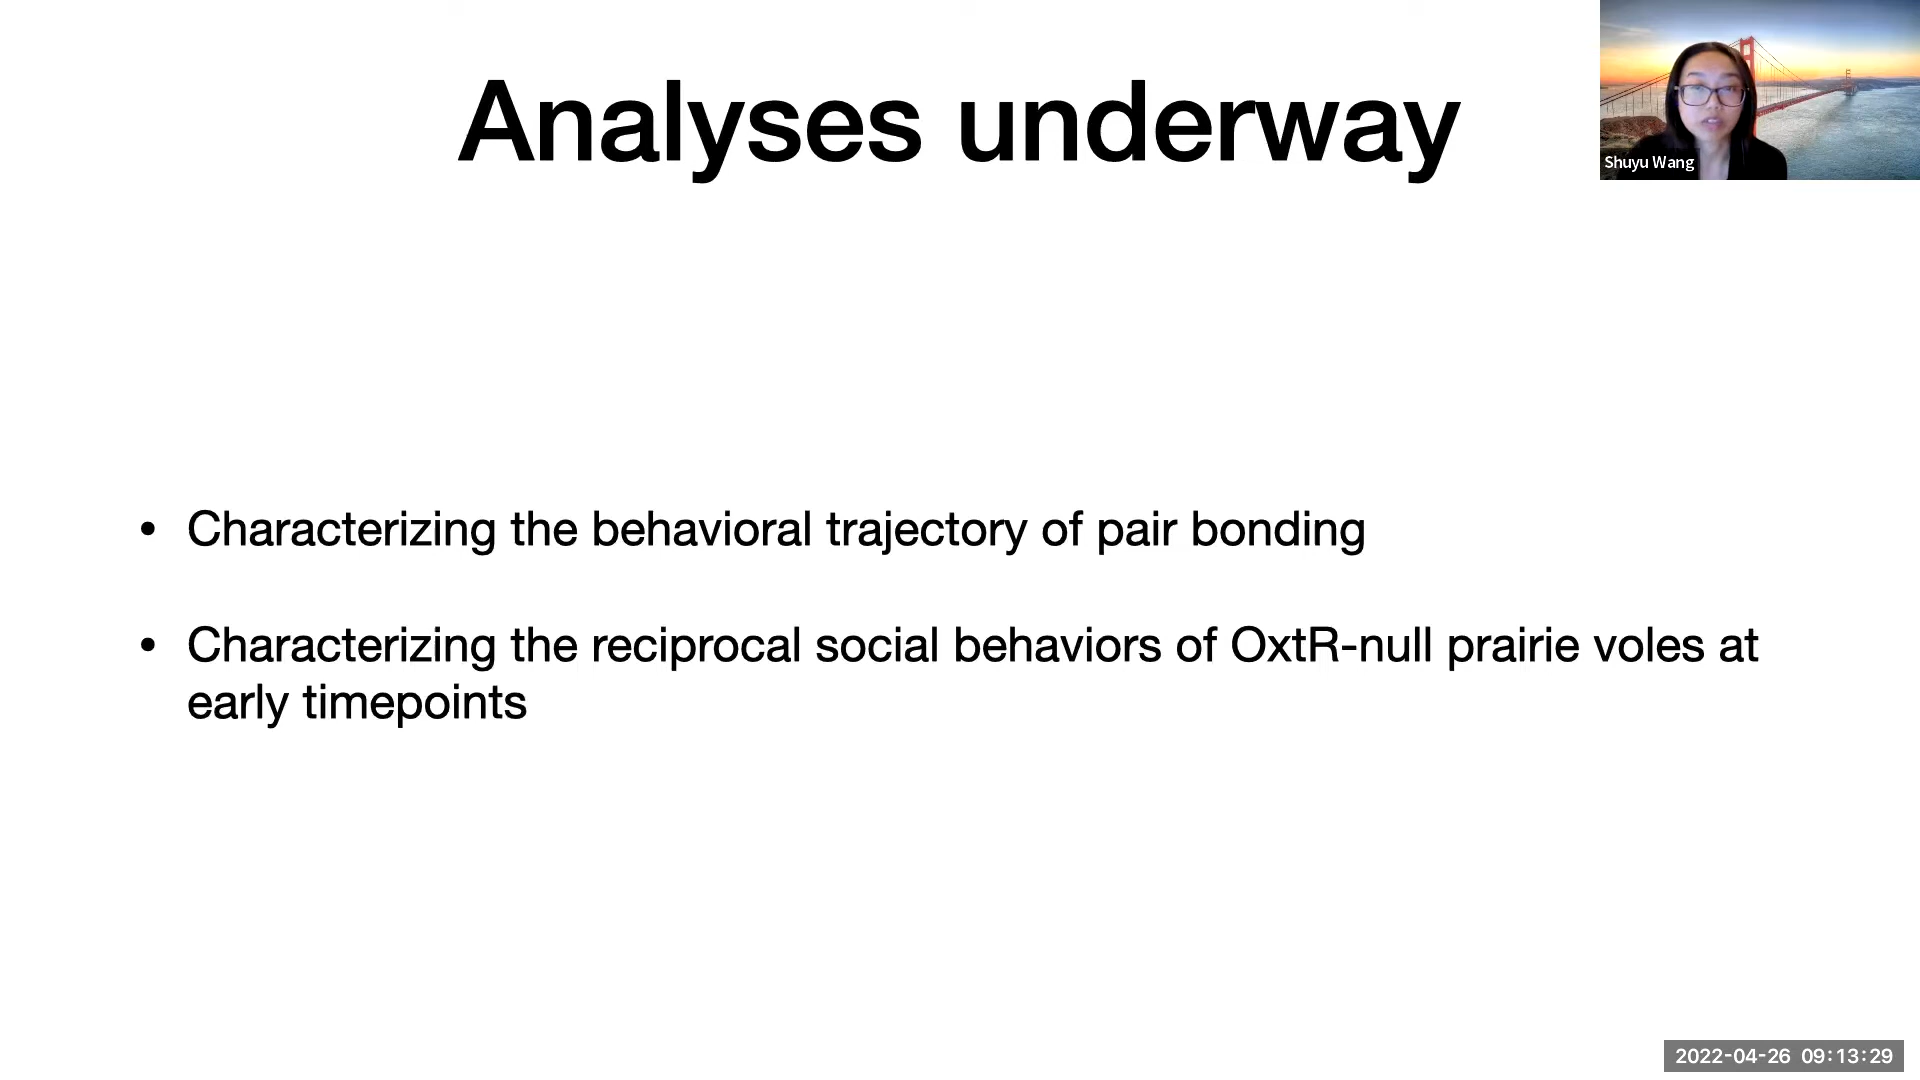 Analyses underway
Shuyu Wang
• Characterizing the behavioral trajectory of pair bonding
• Characterizing the reciprocal social behaviors of OxtR-null prairie voles at
early timepoints
2022-04-26 09:13:29